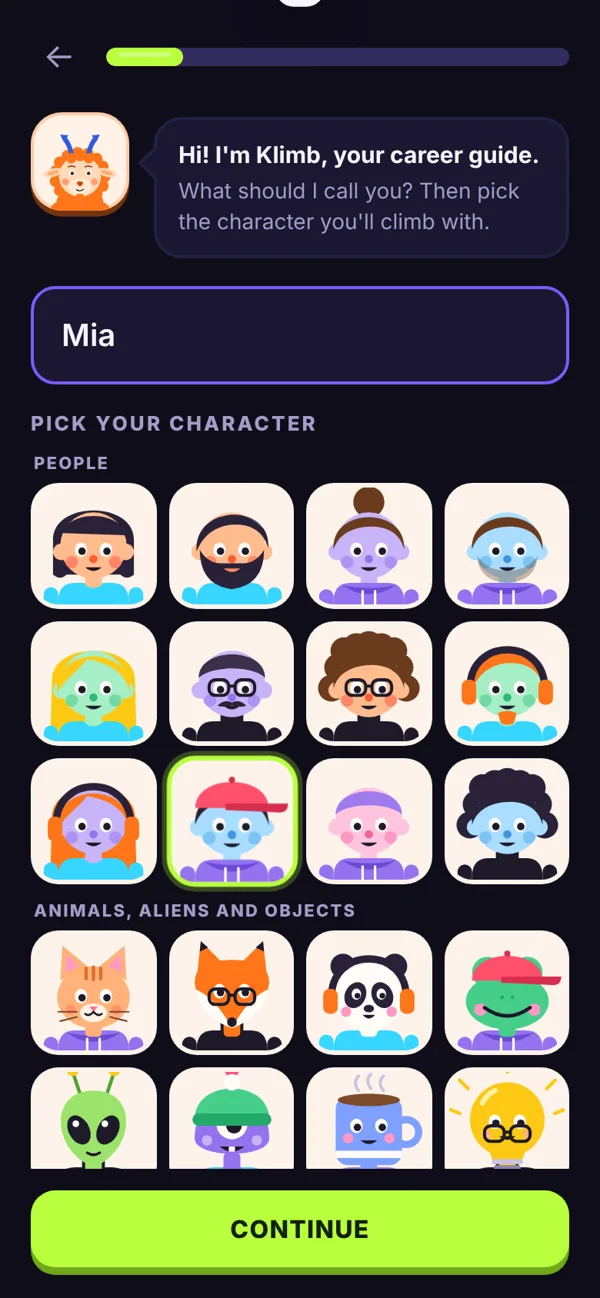 Hi! I'm Klimb, your career guide.
What should I call you? Then pick
the character you'll climb with.
Mia
PICK YOUR CHARACTER
PEOPLE
ANIMALS, ALIENS AND OBJECTS
CONTINUE